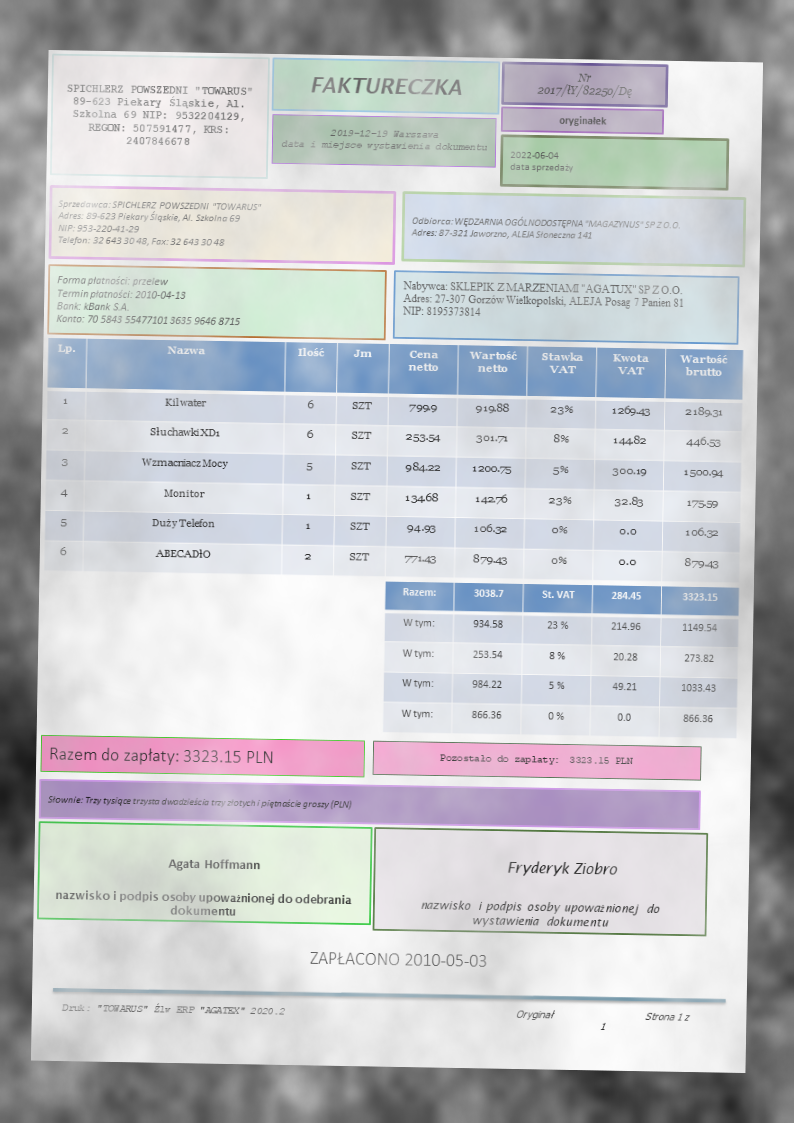 SPICHLERZ POWSZEDNI "TOWARUS"
89-623 Piekary Śląskie, Al.
Szkolna 69 NIP: 9532204129,
REGON: 507591477, KRS:
2407846678
FAKTURECZKA
2019-12-19 Warszawa
data i miejsce wystawienia dokumentu
Nr
2017/ŁY/82250/Dę
oryginałek
2022-06-04
data sprzedaży
Sprzedawca: SPICHLERZ POWSZEDNI "TOWARUS"
Adres: 89-623 Piekary Śląskie, Al. Szkolna 69
NIP: 953-220-41-29
Telefon: 32 643 30 48, Fax: 32 643 30 48
Odbiorca: WĘDZARNIA OGÓLNODOSTĘPNA "MAGAZYNUS" SP Z O.O.
Adres: 87-321 Jaworzno, ALEJA Słoneczna 141
Forma płatności: przelew
Termin płatności: 2010-04-13
Bank: kBank S.A.
Konto: 70 5843 5547 7101 3635 9646 8715
Nabywca: SKLEPIK Z MARZENIAMI "AGATUX" SP Z O.O.
Adres: 27-307 Gorzów Wielkopolski, ALEJA Posąg 7 Panien 81
NIP: 8195373814
Lp. Nazwa Ilość Jm Cena netto Wartość netto Stawka VAT Kwota VAT Wartość brutto
1 Kilwater 6 SZT 799.9 919.88 23% 1269.43 2189.31
2 Słuchawki XD1 6 SZT 253.54 301.71 8% 144.82 446.53
3 Wzmacniacz Mocy 5 SZT 984.22 1200.75 5% 300.19 1500.94
4 Monitor 1 SZT 134.68 142.76 23% 32.83 175.59
5 Duży Telefon 1 SZT 94.93 106.32 0% 0.0 106.32
6 ABECADłO 2 SZT 771.43 879.43 0% 0.0 879.43
Razem: 3038.7 St. VAT 284.45 3323.15
W tym: 934.58 23 % 214.96 1149.54
W tym: 253.54 8 % 20.28 273.82
W tym: 984.22 5 % 49.21 1033.43
W tym: 866.36 0 % 0.0 866.36
Razem do zapłaty: 3323.15 PLN
Pozostało do zapłaty: 3323.15 PLN
Słownie: Trzy tysiące trzysta dwadzieścia trzy złotych i piętnaście groszy (PLN)
Agata Hoffmann
nazwisko i podpis osoby upoważnionej do odebrania
dokumentu
Fryderyk Ziobro
nazwisko i podpis osoby upoważnionej do
wystawienia dokumentu
ZAPŁACONO 2010-05-03
Druk: "TOWARUS" Źlv ERP "AGATEX" 2020.2
Oryginał
Strona 1 z
1